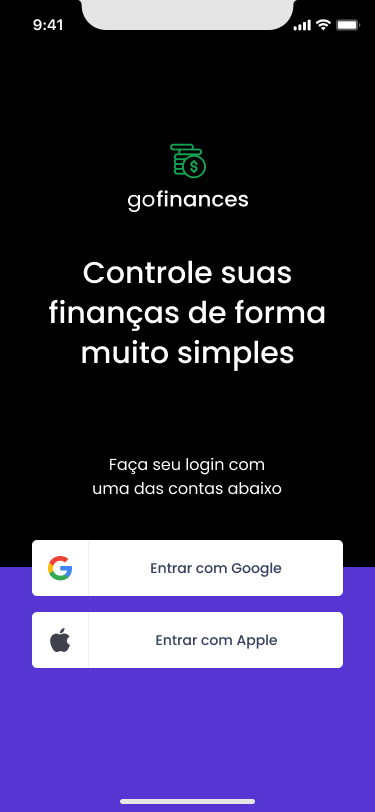 9:41
$
gofinances
Controle suas
finanças de forma
muito simples
Faça seu login com
uma das contas abaixo
Entrar com Google
Entrar com Apple